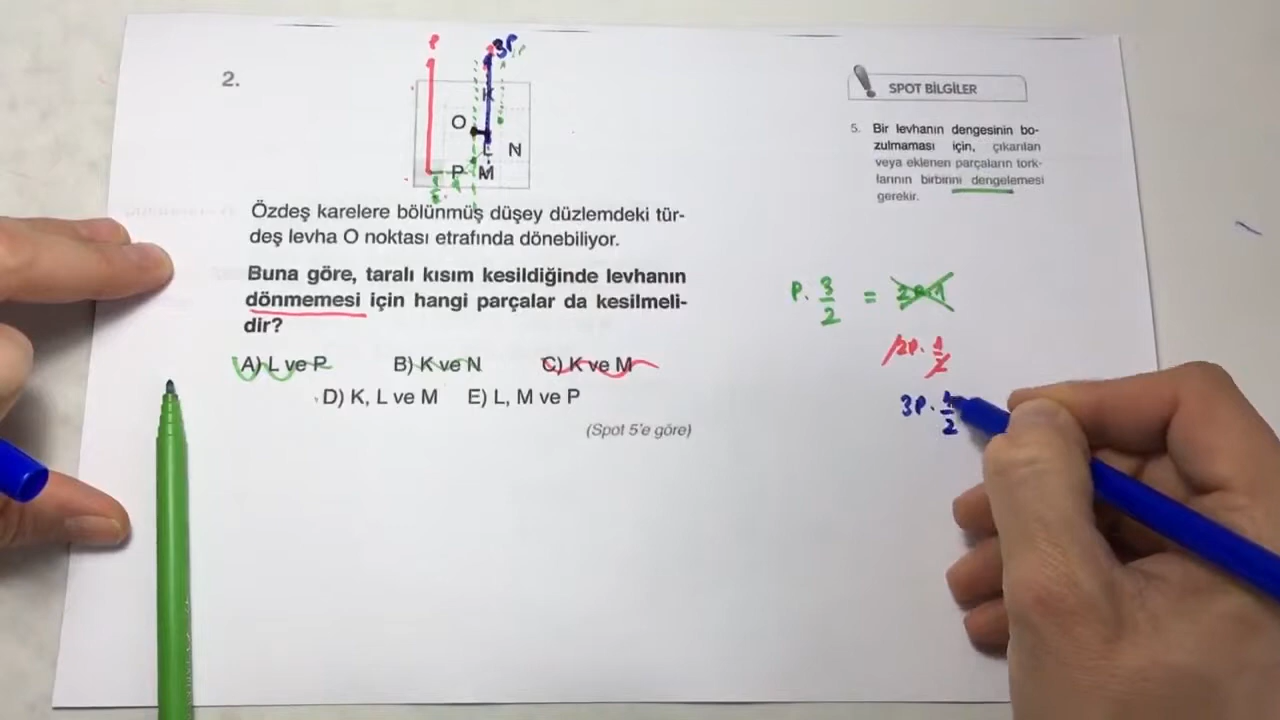 2.
P
3P
K
O
L
N
P
M
Özdeş karelere bölünmüş düşey düzlemdeki tür-
deş levha O noktası etrafında dönebiliyor.
Buna göre, taralı kısım kesildiğinde levhanın
dönmemesi için hangi parçalar da kesilmeli-
dir?
A) L ve P B) K ve N C) K ve M
D) K, L ve M E) L, M ve P
(Spot 5'e göre)
SPOT BİLGİLER
5. Bir levhanın dengesinin bo-
zulmaması için, çıkarılan
veya eklenen parçaların tork-
larının birbirini dengelemesi
gerekir.
P. 3/2 = 2P.1
2P. 1/2
3P. 1/2